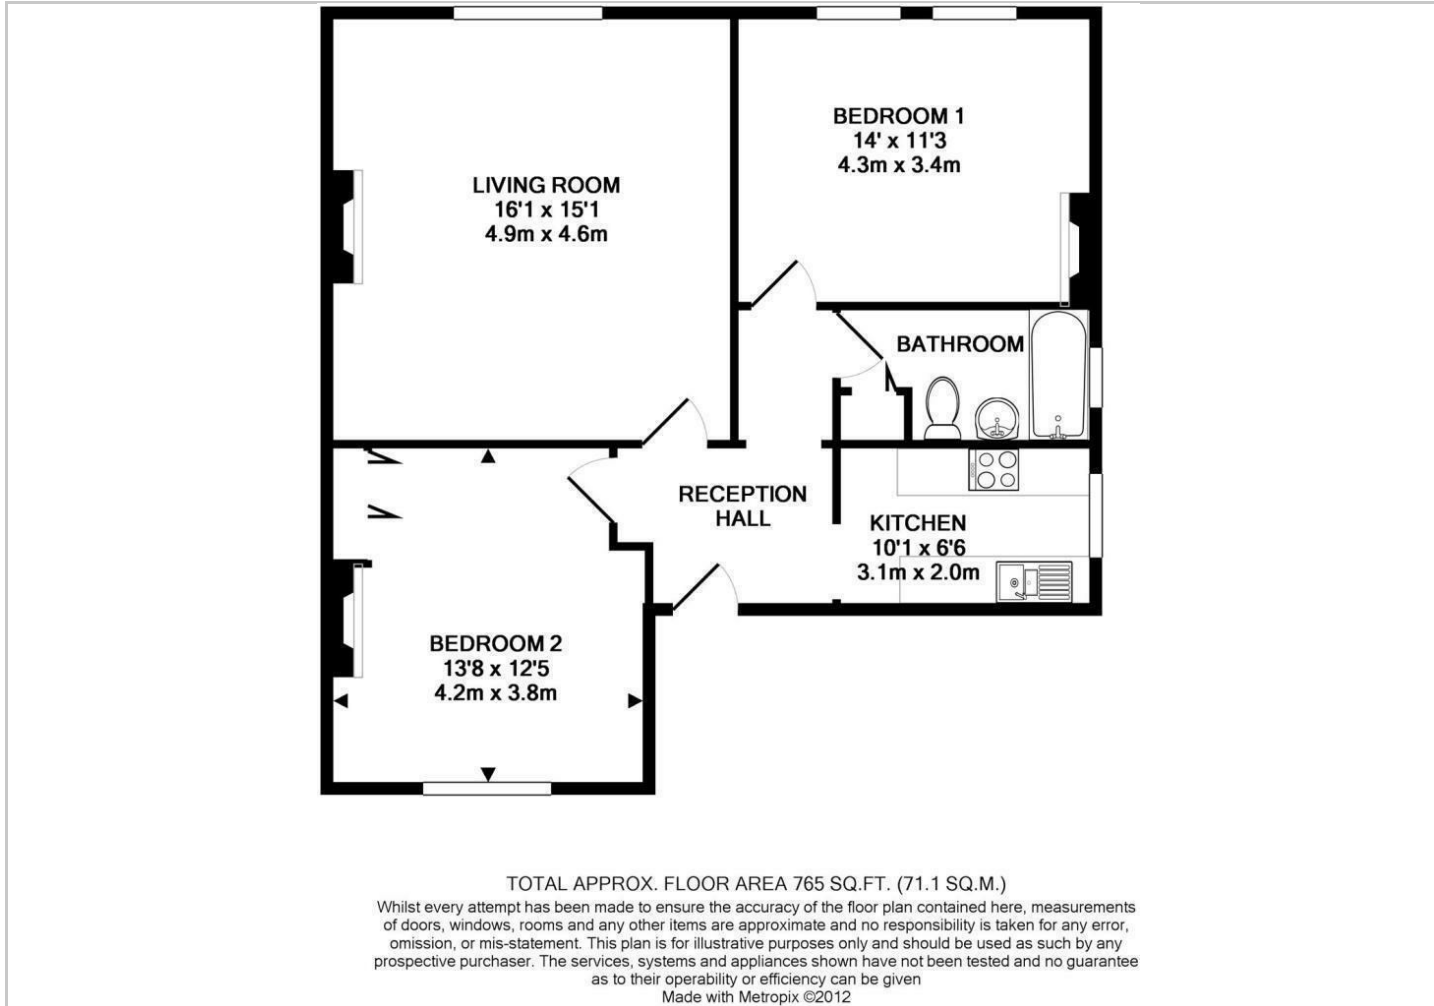 BEDROOM 1
14' x 11'3
4.3m x 3.4m
LIVING ROOM
16'1 x 15'1
4.9m x 4.6m
BATHROOM
RECEPTION
HALL
KITCHEN
10'1 x 6'6
3.1m x 2.0m
BEDROOM 2
13'8 x 12'5
4.2m x 3.8m
TOTAL APPROX. FLOOR AREA 765 SQ.FT. (71.1 SQ.M.)
Whilst every attempt has been made to ensure the accuracy of the floor plan contained here, measurements
of doors, windows, rooms and any other items are approximate and no responsibility is taken for any error,
omission, or mis-statement. This plan is for illustrative purposes only and should be used as such by any
prospective purchaser. The services, systems and appliances shown have not been tested and no guarantee
as to their operability or efficiency can be given
Made with Metropix ©2012